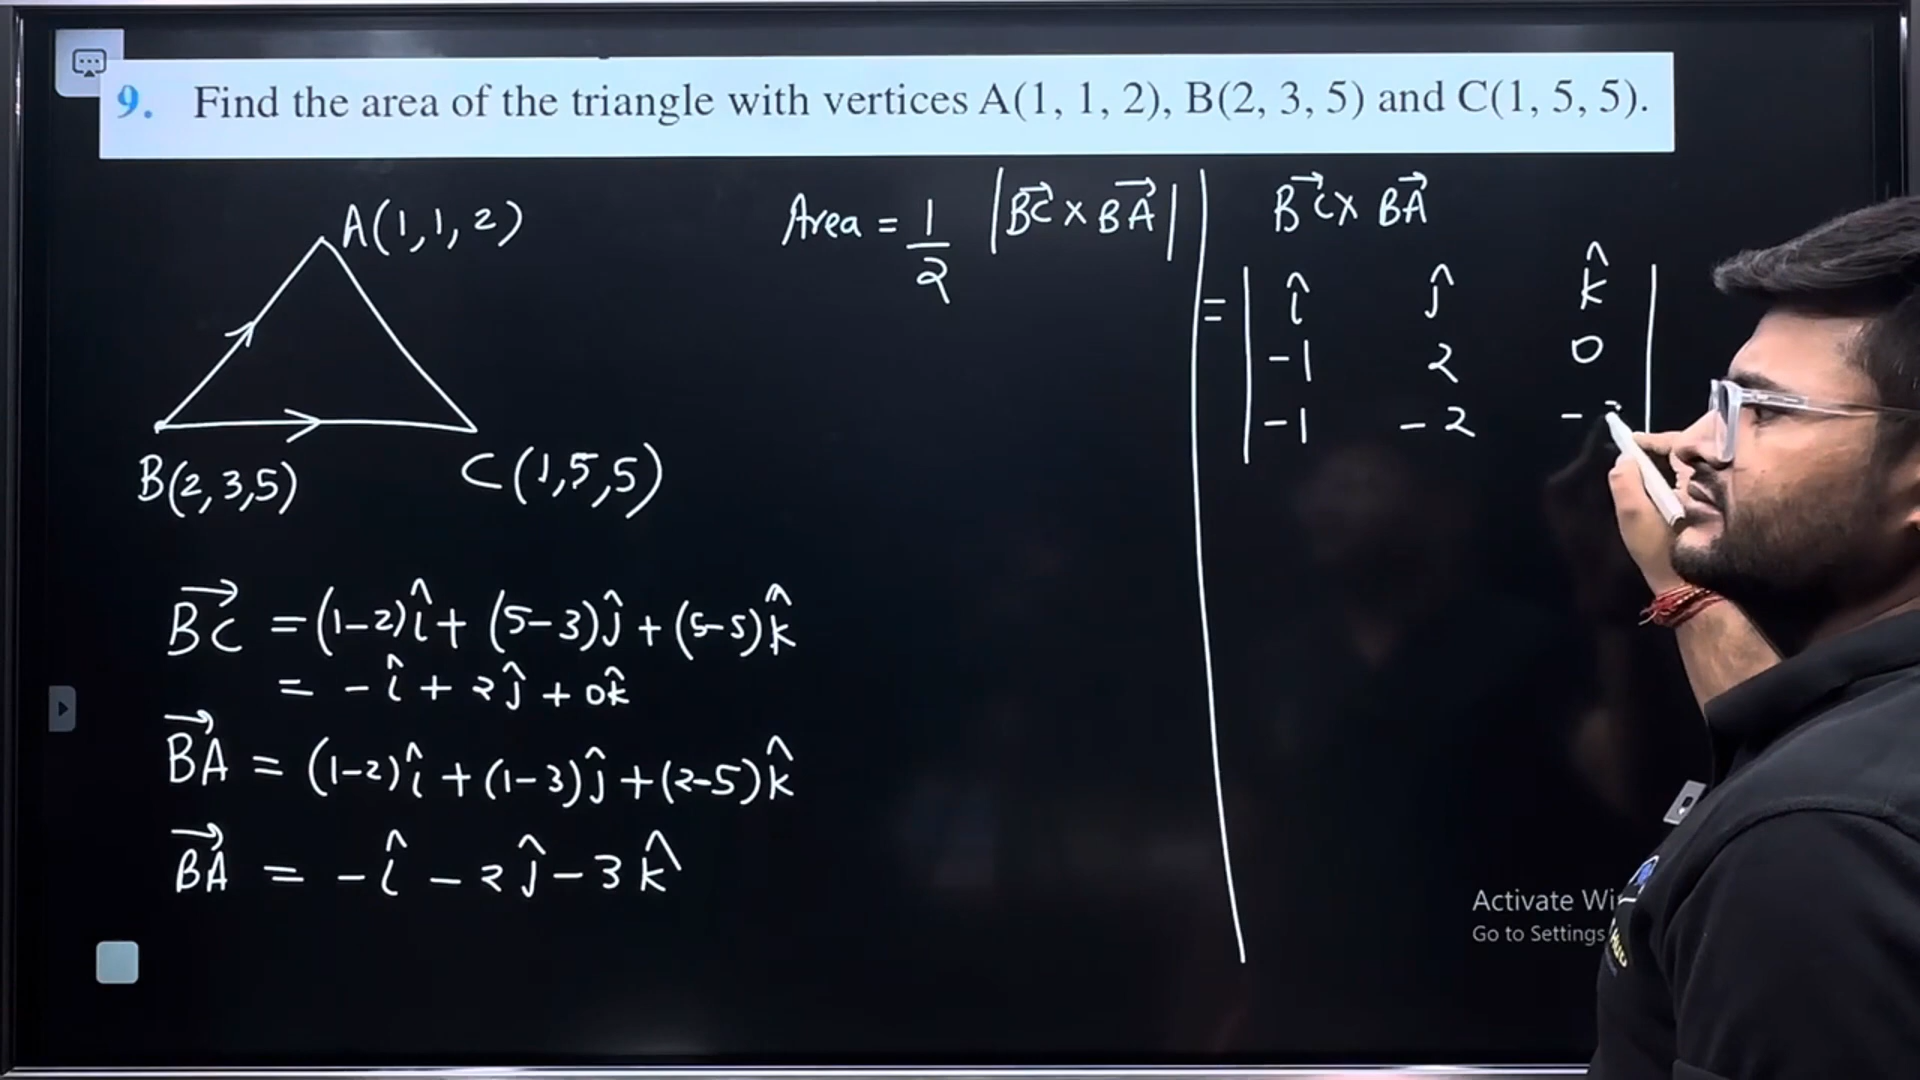 9. Find the area of the triangle with vertices A(1, 1, 2), B(2, 3, 5) and C(1, 5, 5).
A(1,1,2)
B(2,3,5)
C(1,5,5)
Area = 1/2 |BC⃗ × BA⃗|
BC⃗ × BA⃗
= | î ĵ k̂ |
| -1 2 0 |
| -1 -2 - |
BC⃗ = (1-2)î + (5-3)ĵ + (5-5)k̂
= -î + 2ĵ + 0k̂
BA⃗ = (1-2)î + (1-3)ĵ + (2-5)k̂
BA⃗ = -î - 2ĵ - 3k̂
Activate
Go to Settings